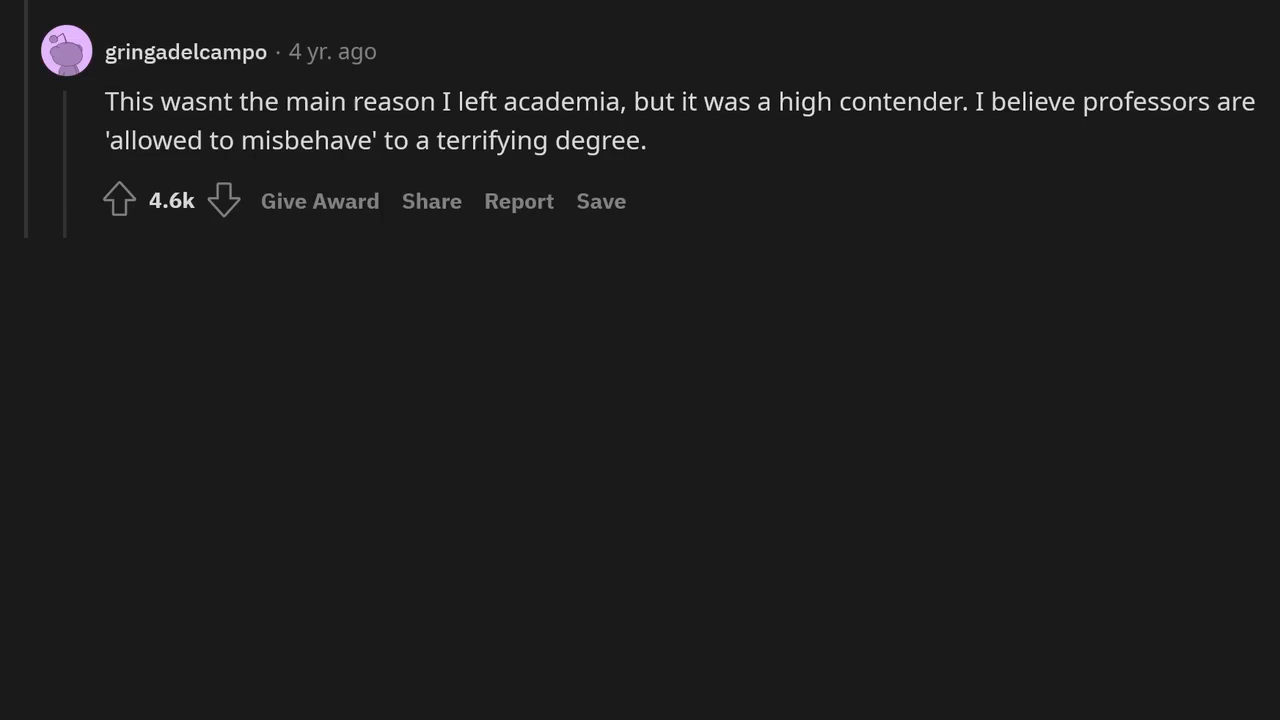 gringadelcampo · 4 yr. ago
This wasnt the main reason I left academia, but it was a high contender. I believe professors are
'allowed to misbehave' to a terrifying degree.
4.6k Give Award Share Report Save